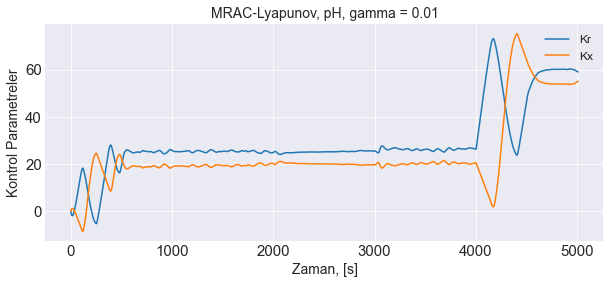 MRAC-Lyapunov, pH, gamma = 0.01
Kontrol Parametreler
60
40
20
0
Kr
Kx
0 1000 2000 3000 4000 5000
Zaman, [s]